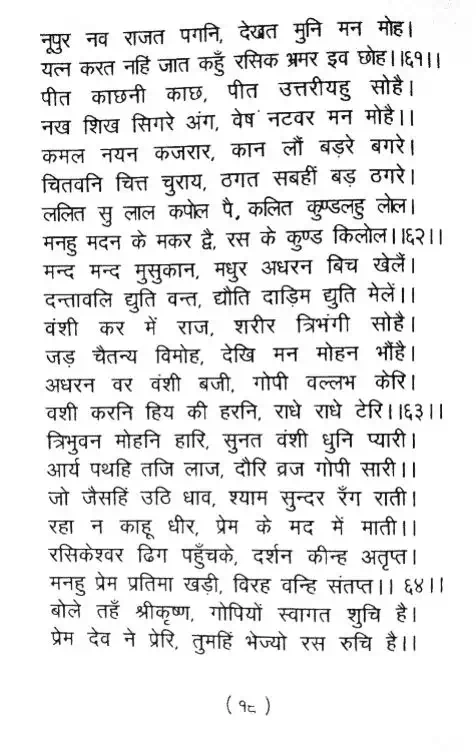 नूपुर नव राजत पगनि, देखत मुनि मन मोह।
यत्न करत नहिं जात कहुँ रसिक भ्रमर इव छोह।।६१।।
पीत काछनी काछ, पीत उत्तरीयहु सोहै।
नख शिख सिगरे अंग, वेष नटवर मन मोहै।।
कमल नयन कजरार, कान लौं बड़रे बगरे।
चितवनि चित्त चुराय, ठगत सबहीं बड़ ठगरे।
ललित सु लाल कपोल पै, कलित कुण्डलहु लोल।
मनहु मदन के मकर द्वै, रस के कुण्ड किलोल।।६२।।
मन्द मन्द मुसुकान, मधुर अधरन बिच खेलैं।
दन्तावलि द्युति वन्त, द्यौति दाड़िम द्युति मेलें।।
वंशी कर में राज, शरीर त्रिभंगी सोहै।
जड़ चैतन्य विमोह, देखि मन मोहन भौंहै।
अधरन वर वंशी बजी, गोपी वल्लभ केरि।
वशी करनि हिय की हरनि, राधे राधे टेरि।।६३।।
त्रिभुवन मोहनि हारि, सुनत वंशी धुनि प्यारी।
आर्य पथहि तजि लाज, दौरि व्रज गोपी सारी।।
जो जैसहिं उठि धाव, श्याम सुन्दर रँग राती।
रहा न काहू धीर, प्रेम के मद में माती।।
रसिकेश्वर ढिग पहुँचके, दर्शन कीन्ह अतृप्त।
मनहु प्रेम प्रतिमा खड़ी, विरह वन्हि संतप्त।। ६४।।
बोले तहँ श्रीकृष्ण, गोपियों स्वागत शुचि है।
प्रेम देव ने प्रेरि, तुमहिं भेज्यो रस रुचि है।।
(१८)